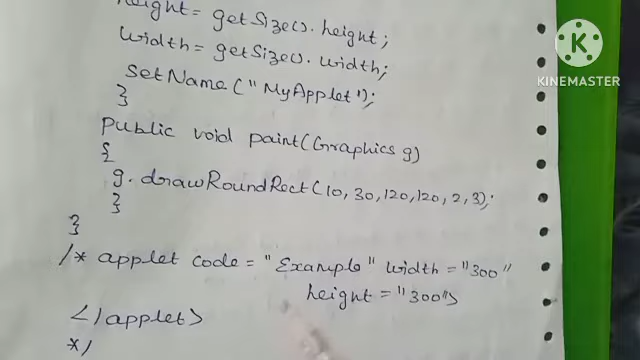 height = getSize().height;
width = getSize().width;
setName("MyApplet");
}
public void paint(Graphics g)
{
g.drawRoundRect(10, 30, 120, 120, 2, 3);
}
}
/* applet code = "Example" width = "300"
height = "300">
</applet>
*/
K
KINEMASTER